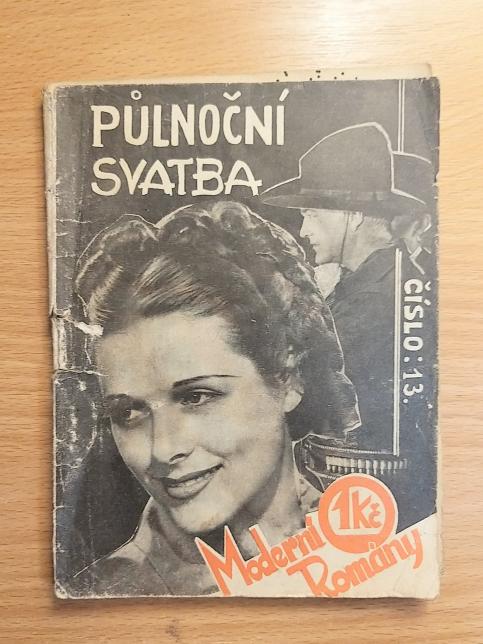 PŮLNOČNÍ
SVATBA
ČÍSLO: 13.
1Kč
Moderní
Romány